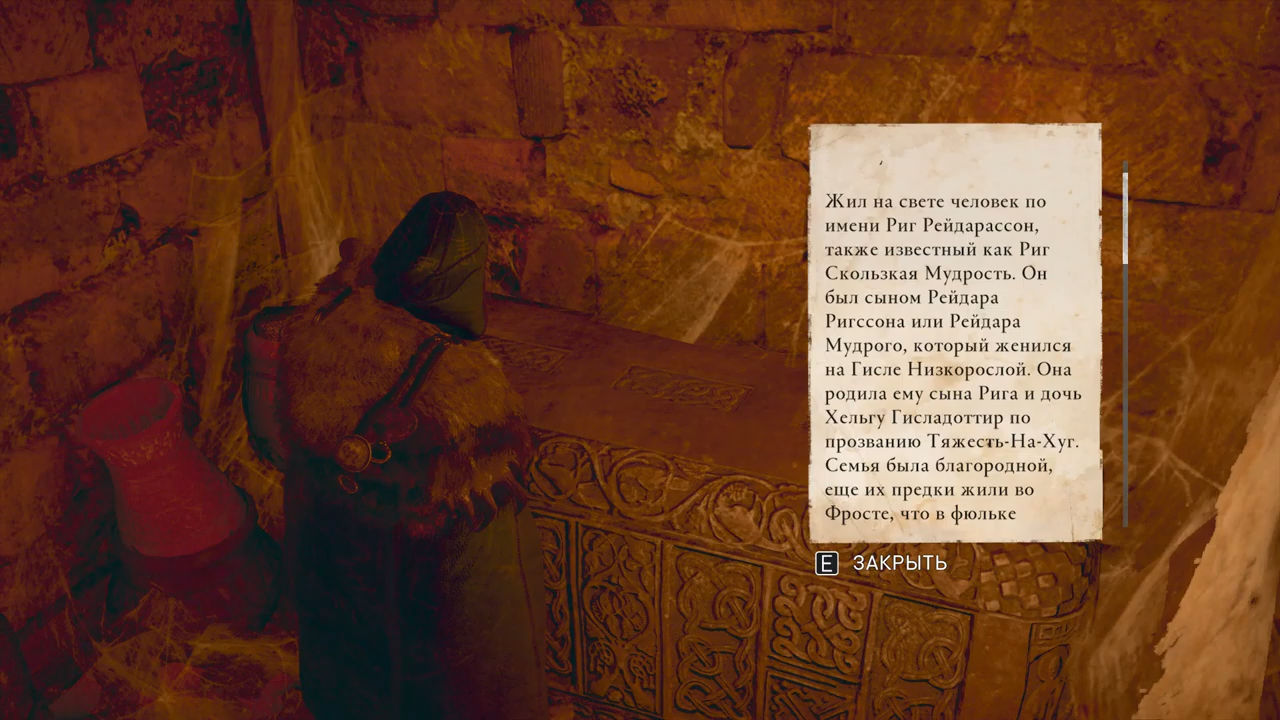 Жил на свете человек по
имени Риг Рейдарассон,
также известный как Риг
Скользкая Мудрость. Он
был сыном Рейдара
Ригссона или Рейдара
Мудрого, который женился
на Гисле Низкорослой. Она
родила ему сына Рига и дочь
Хельгу Гисладоттир по
прозванию Тяжесть-На-Хуг.
Семья была благородной,
еще их предки жили во
Фросте, что в фюльке
E ЗАКРЫТЬ